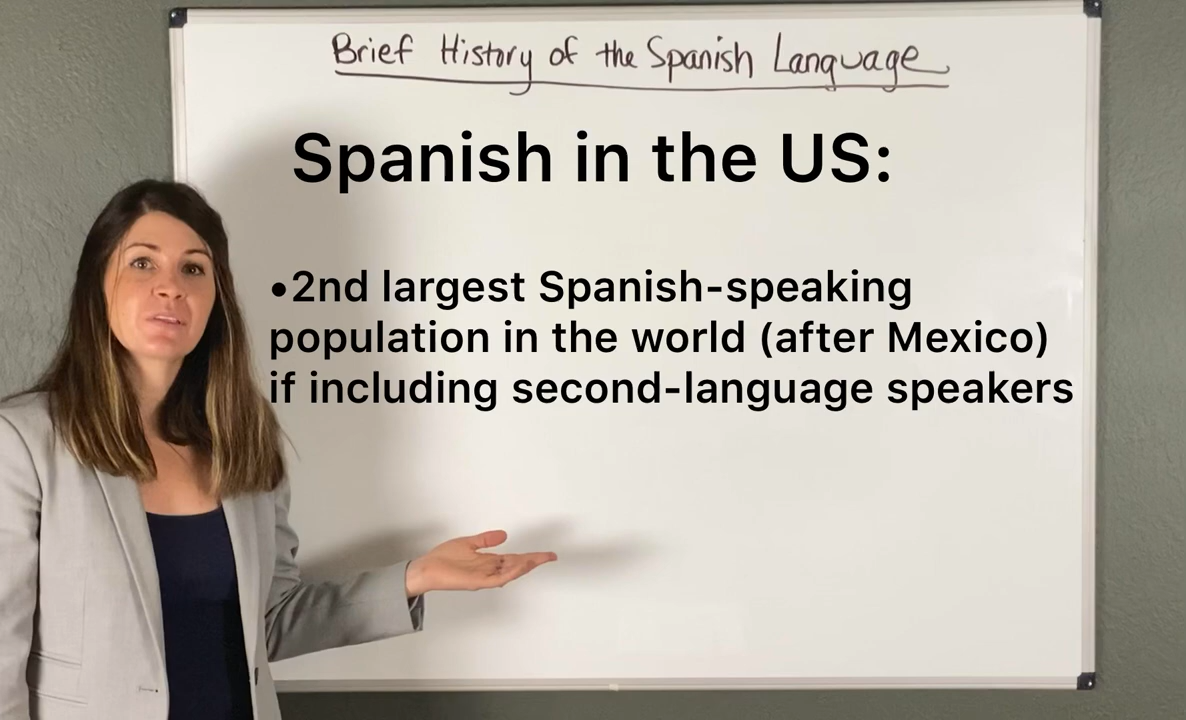 Brief History of the Spanish Language
Spanish in the US:
•2nd largest Spanish-speaking
population in the world (after Mexico)
if including second-language speakers